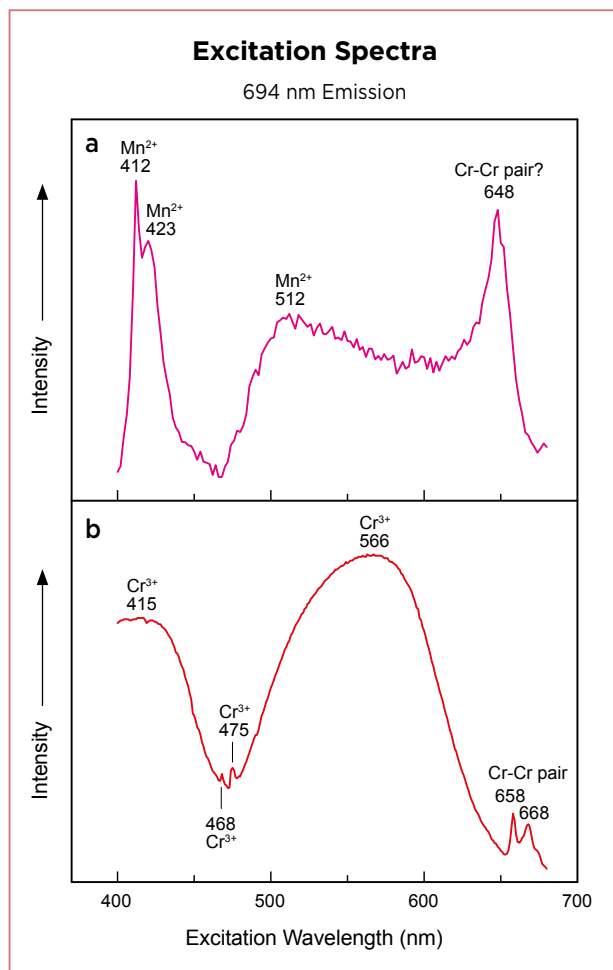 Excitation Spectra
694 nm Emission
a
Mn²⁺
412
Mn²⁺
423
Mn²⁺
512
Cr-Cr pair?
648
Intensity
b
Cr³⁺
415
Cr³⁺
475
468
Cr³⁺
Cr³⁺
566
Cr-Cr pair
658
668
Intensity
400
500
600
700
Excitation Wavelength (nm)